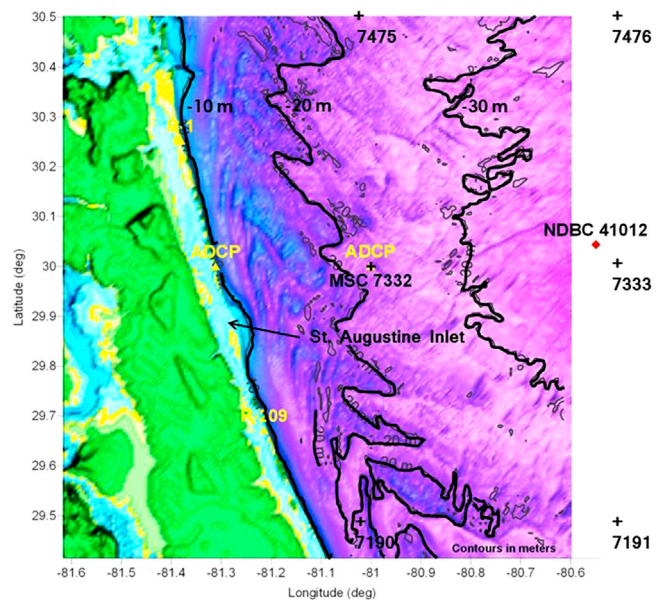 30.5
7475
7476
30.4
-10 m
-20 m
-30 m
30.3
30.2
30.1
NDBC 41012
ADCP
ADCP
30
MSC 7332
7333
29.9
St. Augustine Inlet
29.8
29.7
29.6
20 m
29.5
7190
7191
Contours in meters
-81.6 -81.5 -81.4 -81.3 -81.2 -81.1 -81 -80.9 -80.8 -80.7 -80.6
Longitude (deg)
Latitude (deg)